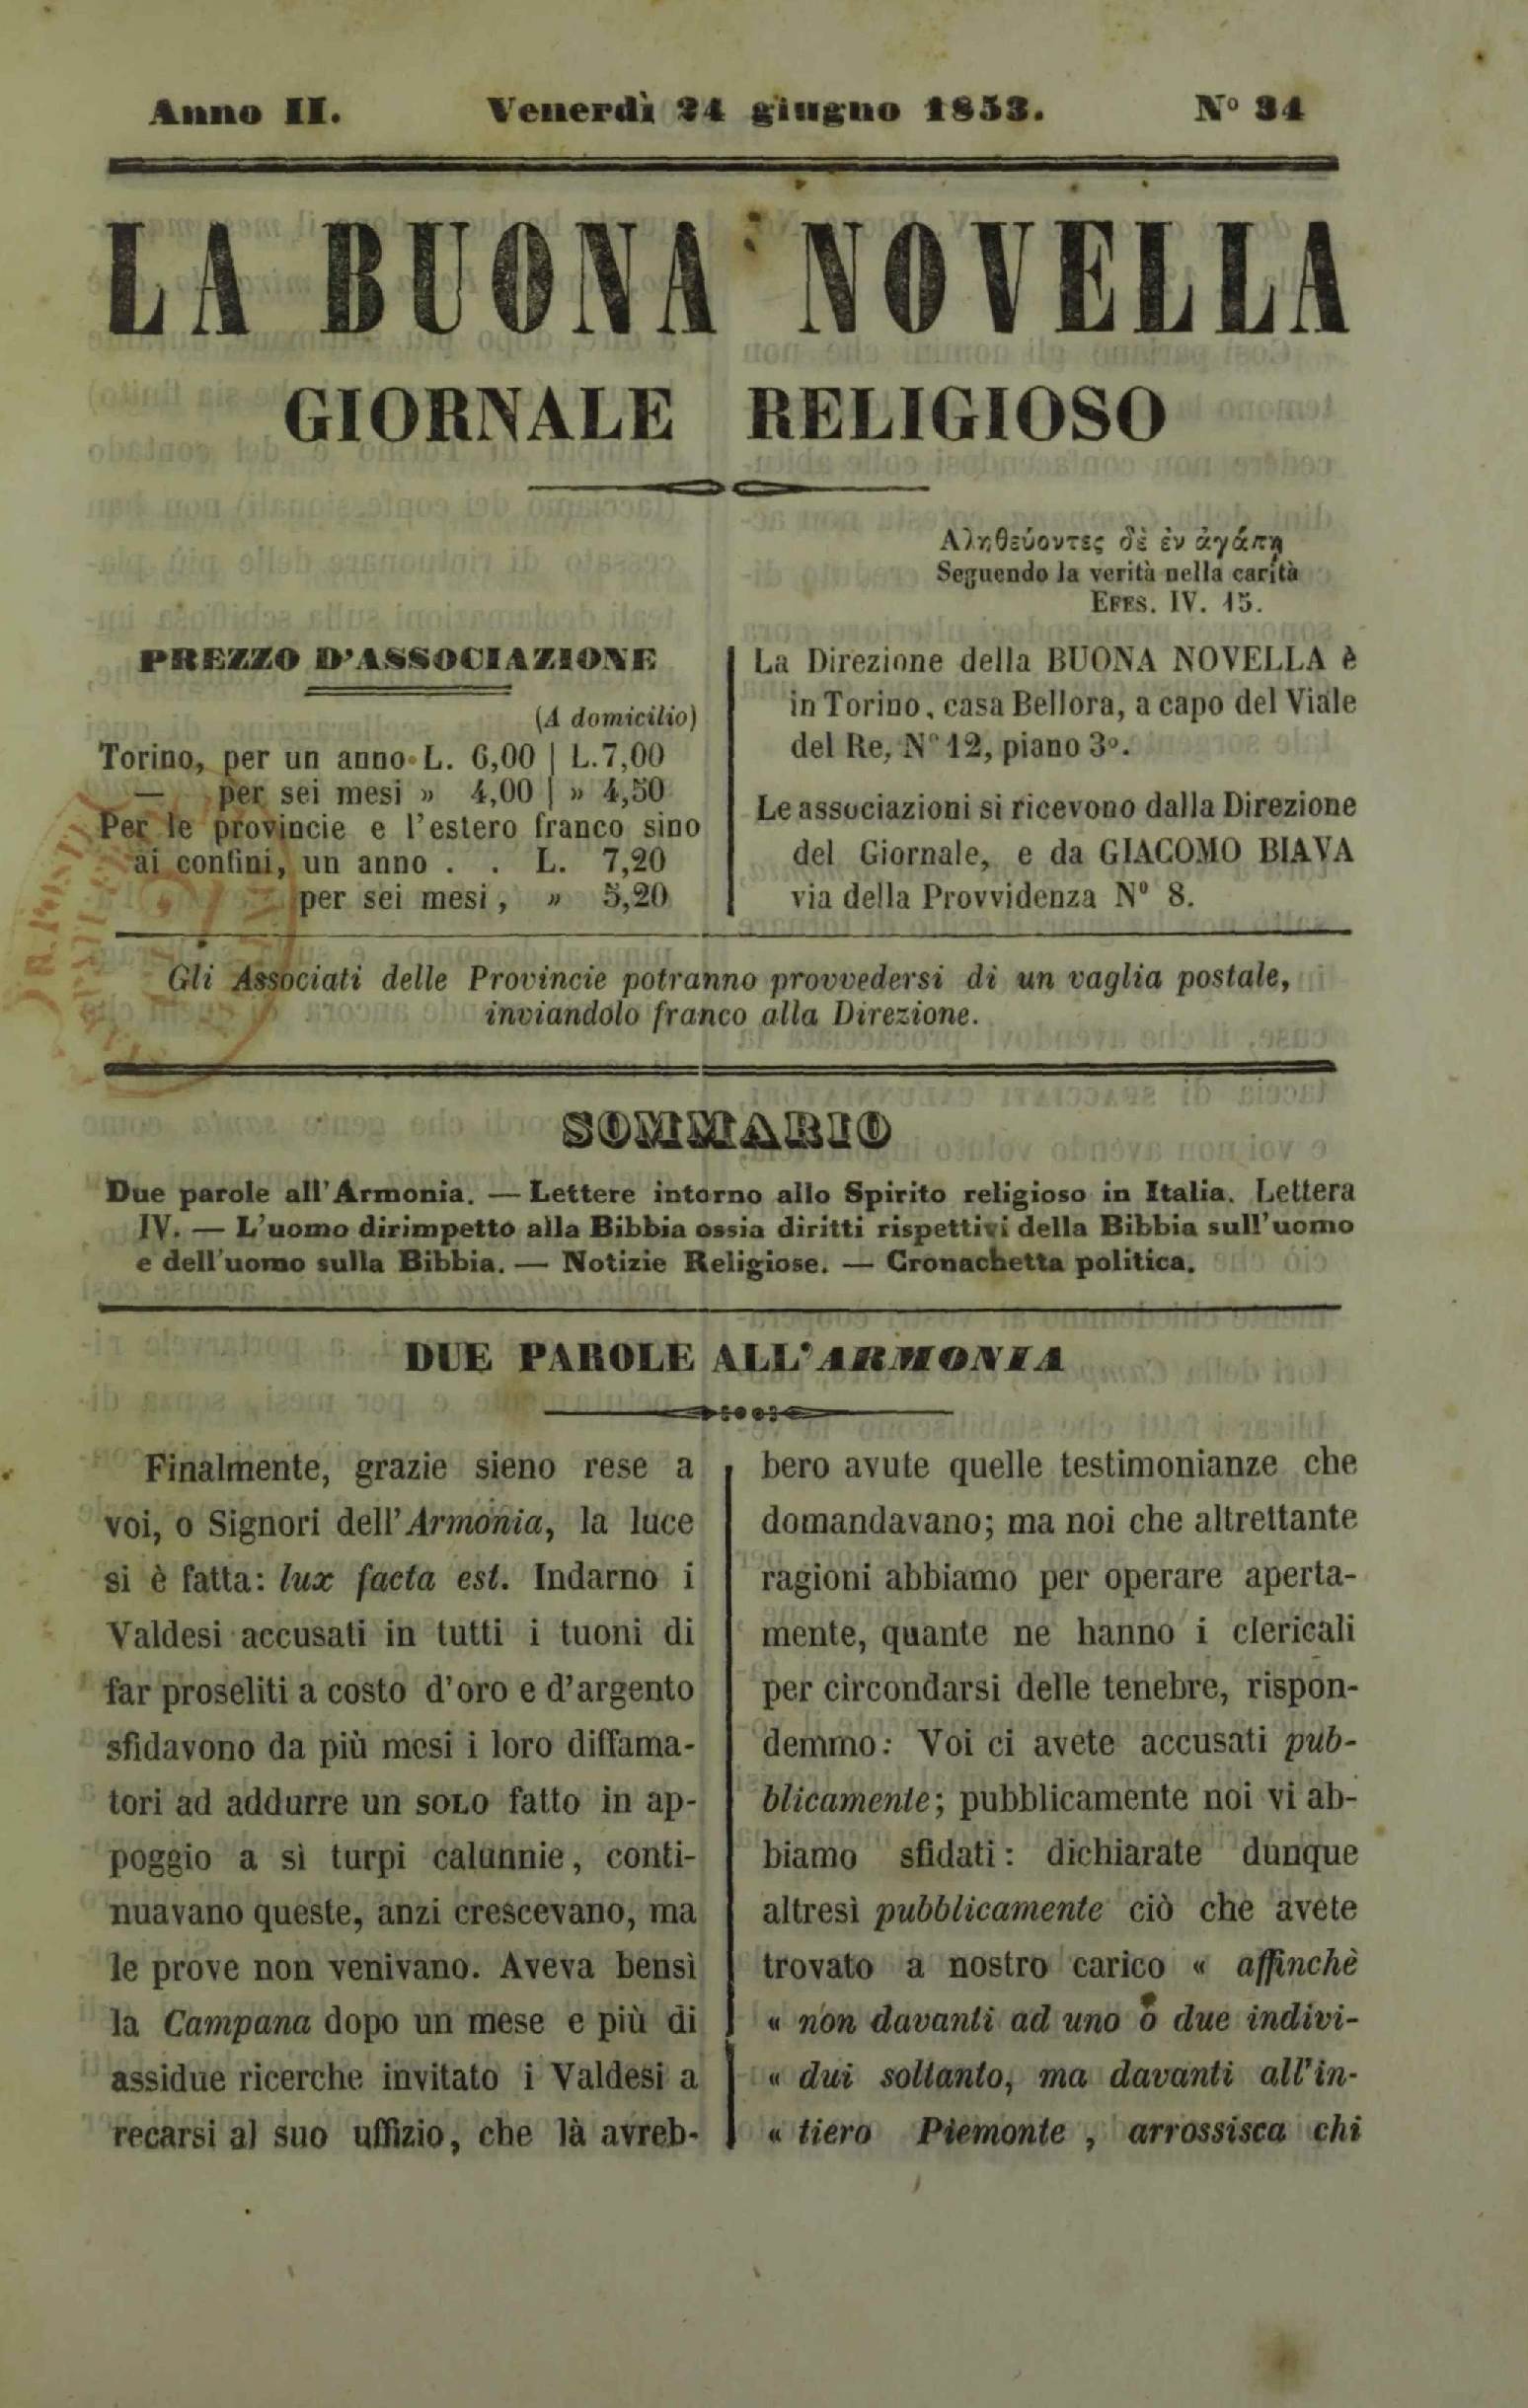 Anno II. Venerdì 24 giugno 1853. Nº 34
LA BUONA NOVELLA
GIORNALE RELIGIOSO
Αληθεύοντες δὲ ἐν ἀγάπῃ
Seguendo la verità nella carità
EFES. IV. 15.
PREZZO D'ASSOCIAZIONE
(A domicilio)
Torino, per un anno L. 6,00 | L. 7,00
— per sei mesi » 4,00 | » 4,50
Per le provincie e l'estero franco sino
ai confini, un anno . . L. 7,20
per sei mesi, » 5,20
La Direzione della BUONA NOVELLA è
in Torino, casa Bellora, a capo del Viale
del Re, Nº 12, piano 3º.
Le associazioni si ricevono dalla Direzione
del Giornale, e da GIACOMO BIAVA
via della Provvidenza Nº 8.
Gli Associati delle Provincie potranno provvedersi di un vaglia postale,
inviandolo franco alla Direzione.
SOMMARIO
Due parole all'Armonia. — Lettere intorno allo Spirito religioso in Italia. Lettera
IV. — L'uomo dirimpetto alla Bibbia ossia diritti rispettivi della Bibbia sull'uomo
e dell'uomo sulla Bibbia. — Notizie Religiose. — Cronachetta politica.
DUE PAROLE ALL'ARMONIA
Finalmente, grazie sieno rese a
voi, o Signori dell'Armonia, la luce
si è fatta: lux facta est. Indarno i
Valdesi accusati in tutti i tuoni di
far proseliti a costo d'oro e d'argento
sfidavono da più mesi i loro diffama-
tori ad addurre un SOLO fatto in ap-
poggio a sì turpi calunnie, conti-
nuavano queste, anzi crescevano, ma
le prove non venivano. Aveva bensì
la Campana dopo un mese e più di
assidue ricerche invitato i Valdesi a
recarsi al suo uffizio, che là avreb-
bero avute quelle testimonianze che
domandavano; ma noi che altrettante
ragioni abbiamo per operare aperta-
mente, quante ne hanno i clericali
per circondarsi delle tenebre, rispon-
demmo: Voi ci avete accusati pub-
blicamente; pubblicamente noi vi ab-
biamo sfidati: dichiarate dunque
altresì pubblicamente ciò che avete
trovato a nostro carico « affinchè
« non davanti ad uno o due indivi-
« dui soltanto, ma davanti all'in-
« tiero Piemonte, arrossisca chi